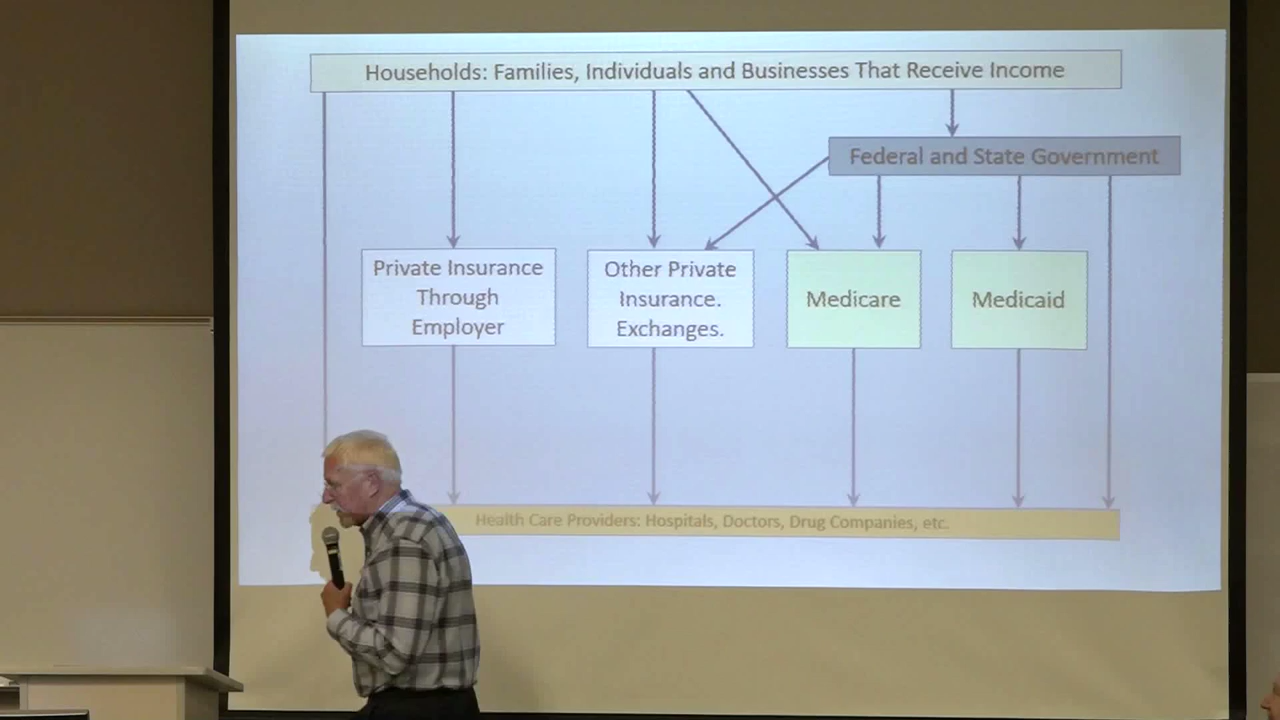 Households: Families, Individuals and Businesses That Receive Income
Federal and State Government
Private Insurance
Through
Employer
Other Private
Insurance.
Exchanges.
Medicare
Medicaid
Health Care Providers: Hospitals, Doctors, Drug Companies, etc.